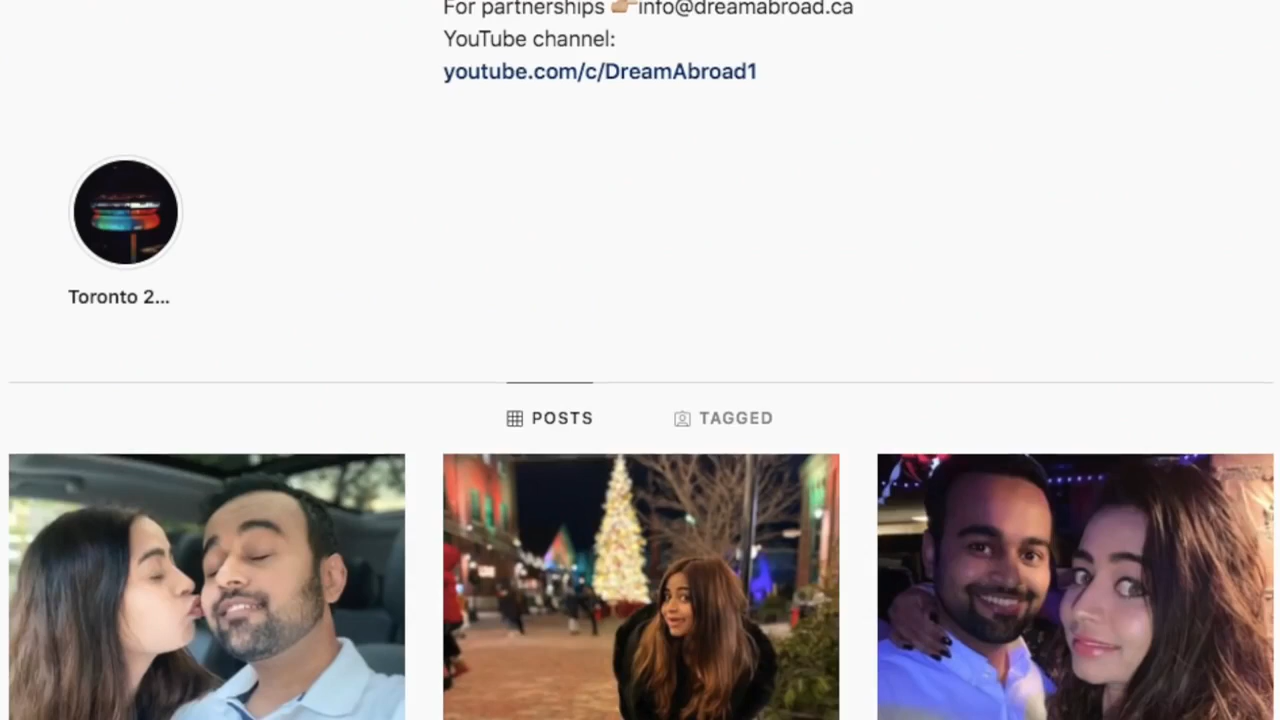 For partnerships 👉🏼info@dreamabroad.ca
YouTube channel:
youtube.com/c/DreamAbroad1
Toronto 2...
POSTS
TAGGED